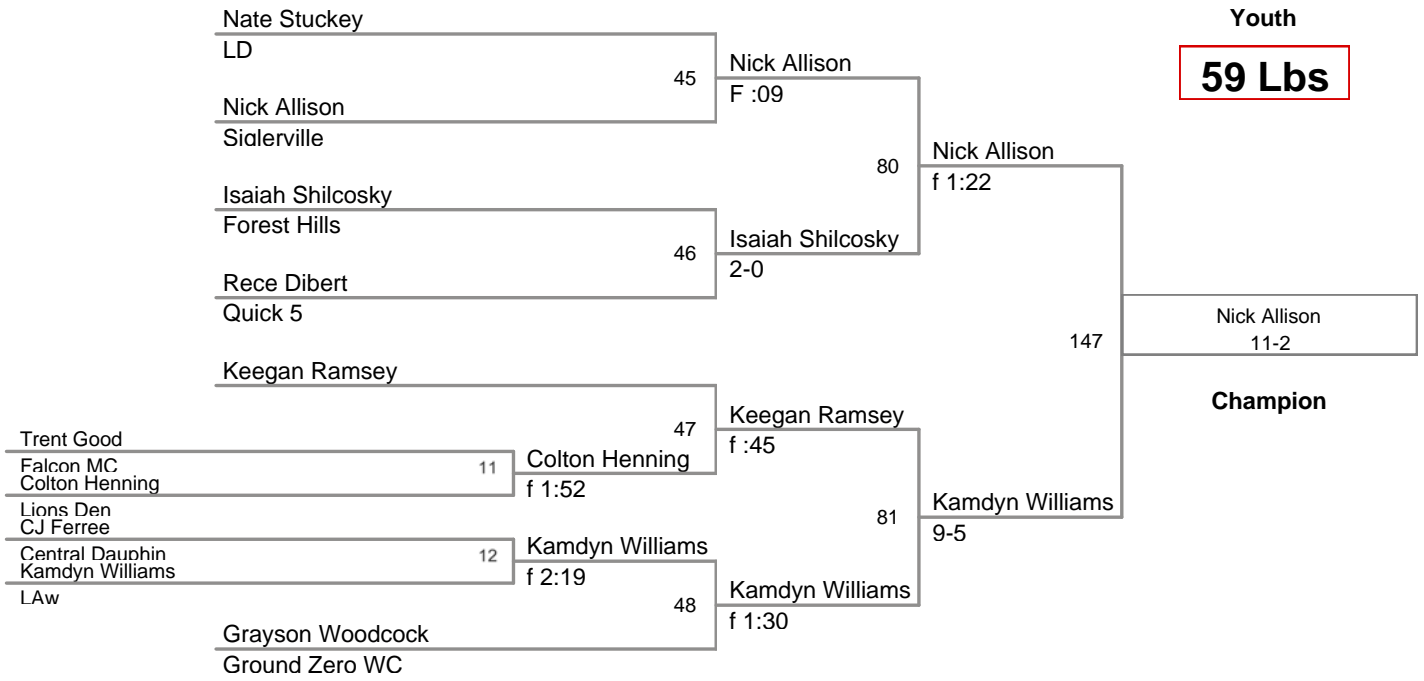 Nate Stuckey
LD
45
Nick Allison
F :09
Nick Allison
Siglerville
80
Nick Allison
f 1:22
Isaiah Shilcosky
Forest Hills
46
Isaiah Shilcosky
2-0
Rece Dibert
Quick 5
147
Nick Allison
11-2
Champion
Youth
59 Lbs
Keegan Ramsey
47
Keegan Ramsey
f :45
Trent Good
Falcon MC
11
Colton Henning
f 1:52
Colton Henning
Lions Den
81
Kamdyn Williams
9-5
CJ Ferree
Central Dauphin
12
Kamdyn Williams
f 2:19
Kamdyn Williams
LAw
48
Kamdyn Williams
f 1:30
Grayson Woodcock
Ground Zero WC